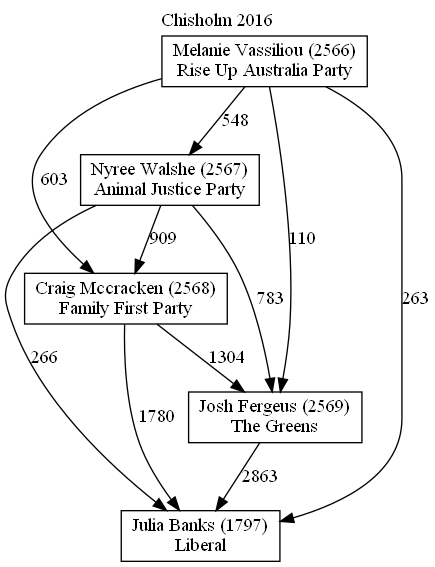 Chisholm 2016
Melanie Vassiliou (2566)
Rise Up Australia Party
548
Nyree Walshe (2567)
Animal Justice Party
603
909
110
Craig Mccracken (2568)
Family First Party
783
263
266
1304
Josh Fergeus (2569)
The Greens
1780
2863
Julia Banks (1797)
Liberal